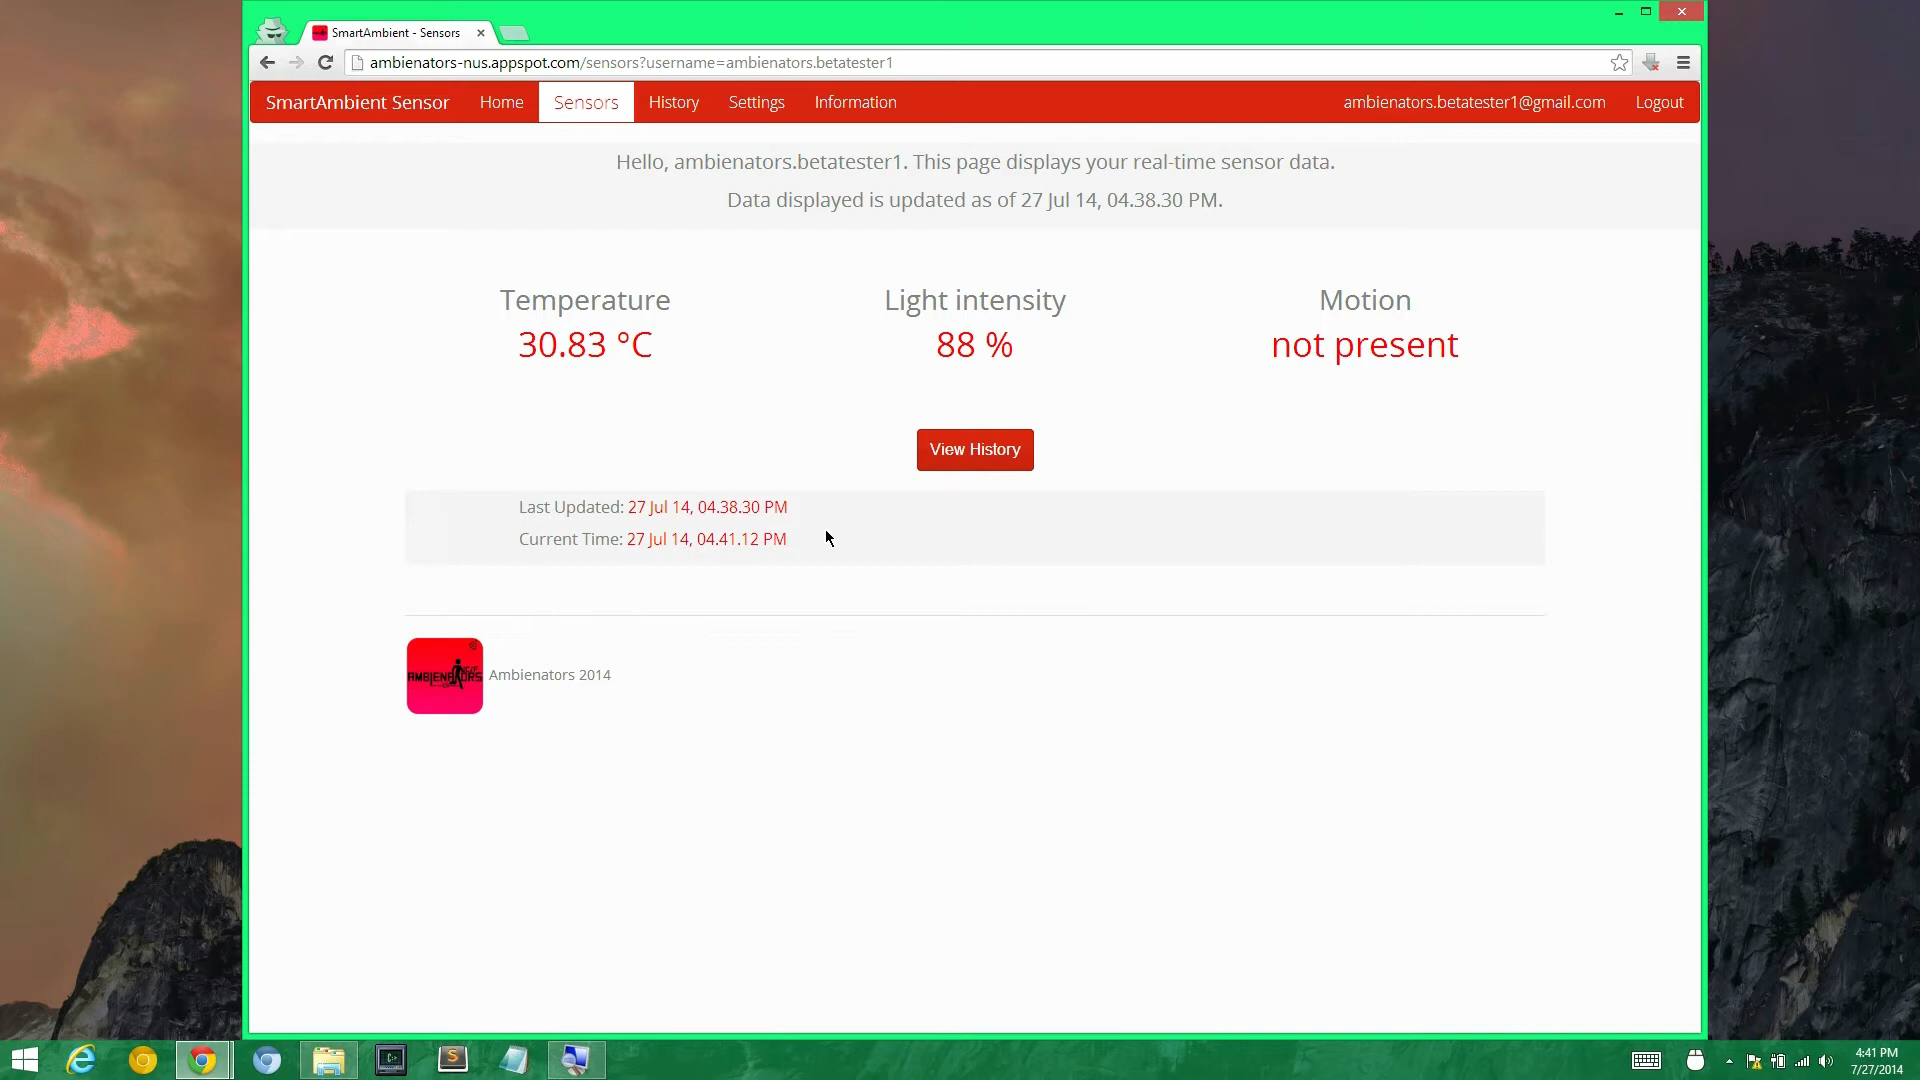 SmartAmbient - Sensors
ambienators-nus.appspot.com/sensors?username=ambienators.betatester1
SmartAmbient Sensor Home Sensors History Settings Information ambienators.betatester1@gmail.com Logout
Hello, ambienators.betatester1. This page displays your real-time sensor data.
Data displayed is updated as of 27 Jul 14, 04.38.30 PM.
Temperature Light intensity Motion
30.83 °C 88 % not present
View History
Last Updated: 27 Jul 14, 04.38.30 PM
Current Time: 27 Jul 14, 04.41.12 PM
AMBIENATORS
Ambienators 2014
4:41 PM
7/27/2014